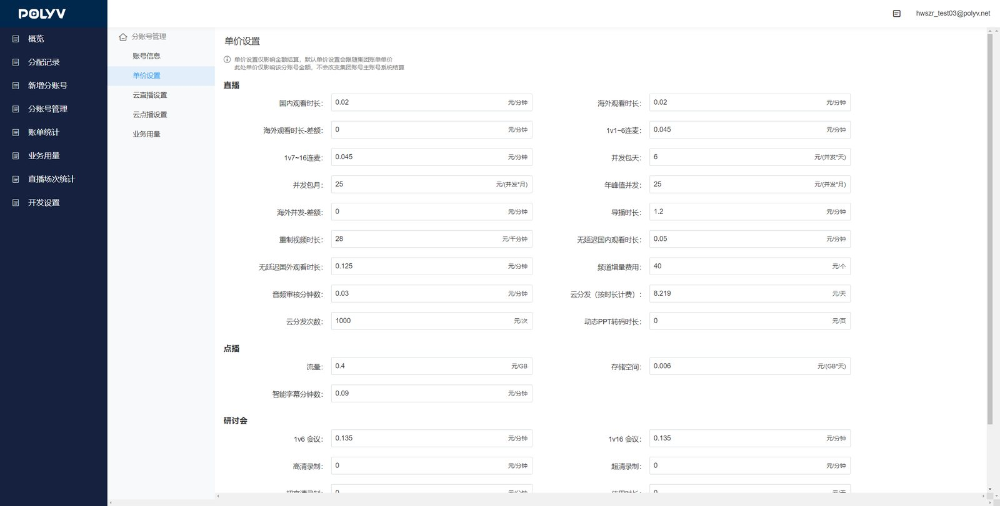 POLYV
hwszr_test03@polyv.net
概览
分配记录
新增分账号
分账号管理
账单统计
业务用量
直播场次统计
开发设置
分账号管理
账号信息
单价设置
云直播设置
云点播设置
业务用量
单价设置
单价设置仅影响金额结算，默认单价设置会跟随集团账单单价
此处单价仅影响该分账号金额，不会改变集团账号主账号系统结算
直播
国内观看时长： 0.02 元/分钟 海外观看时长： 0.02 元/分钟
海外观看时长-差额： 0 元/分钟 1v1~6连麦： 0.045 元/分钟
1v7~16连麦： 0.045 元/分钟 并发包天： 6 元/(并发*天)
并发包月： 25 元/(并发*月) 年峰值并发： 25 元/(并发*月)
海外并发-差额： 0 元/分钟 导播时长： 1.2 元/分钟
重制视频时长： 28 元/千分钟 无延迟国内观看时长： 0.05 元/分钟
无延迟国外观看时长： 0.125 元/分钟 频道增量费用： 40 元/个
音频审核分钟数： 0.03 元/分钟 云分发（按时长计费）： 8.219 元/天
云分发次数： 1000 元/次 动态PPT转码时长： 0 元/页
点播
流量： 0.4 元/GB 存储空间： 0.006 元/(GB*天)
智能字幕分钟数： 0.09 元/分钟
研讨会
1v6 会议： 0.135 元/分钟 1v16 会议： 0.135 元/分钟
高清录制： 0 元/分钟 超清录制： 0 元/分钟
超高清录制： 0 元/分钟 使用时长： 0 元/天